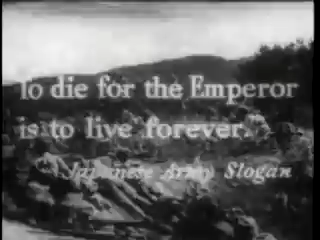 To die for the Emperor
is to live forever.
Japanese Army Slogan